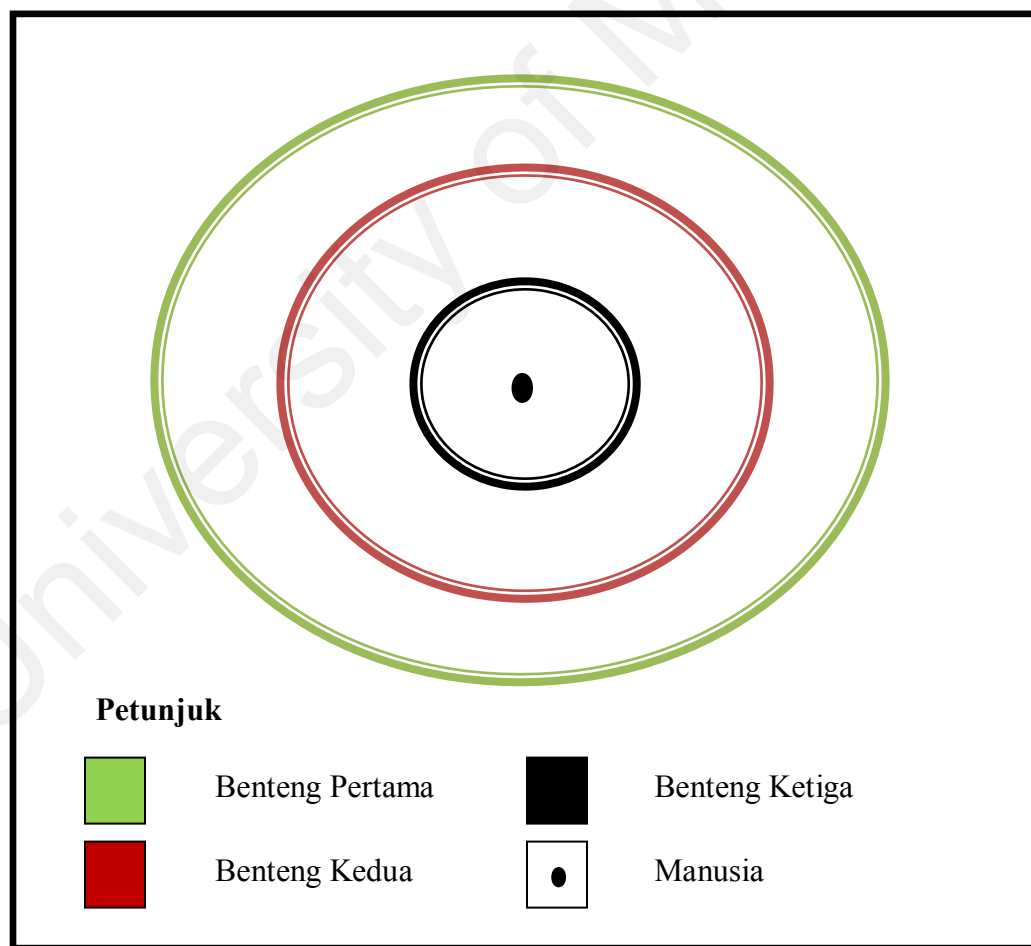 University of M
Petunjuk
Benteng Pertama
Benteng Ketiga
Benteng Kedua
Manusia